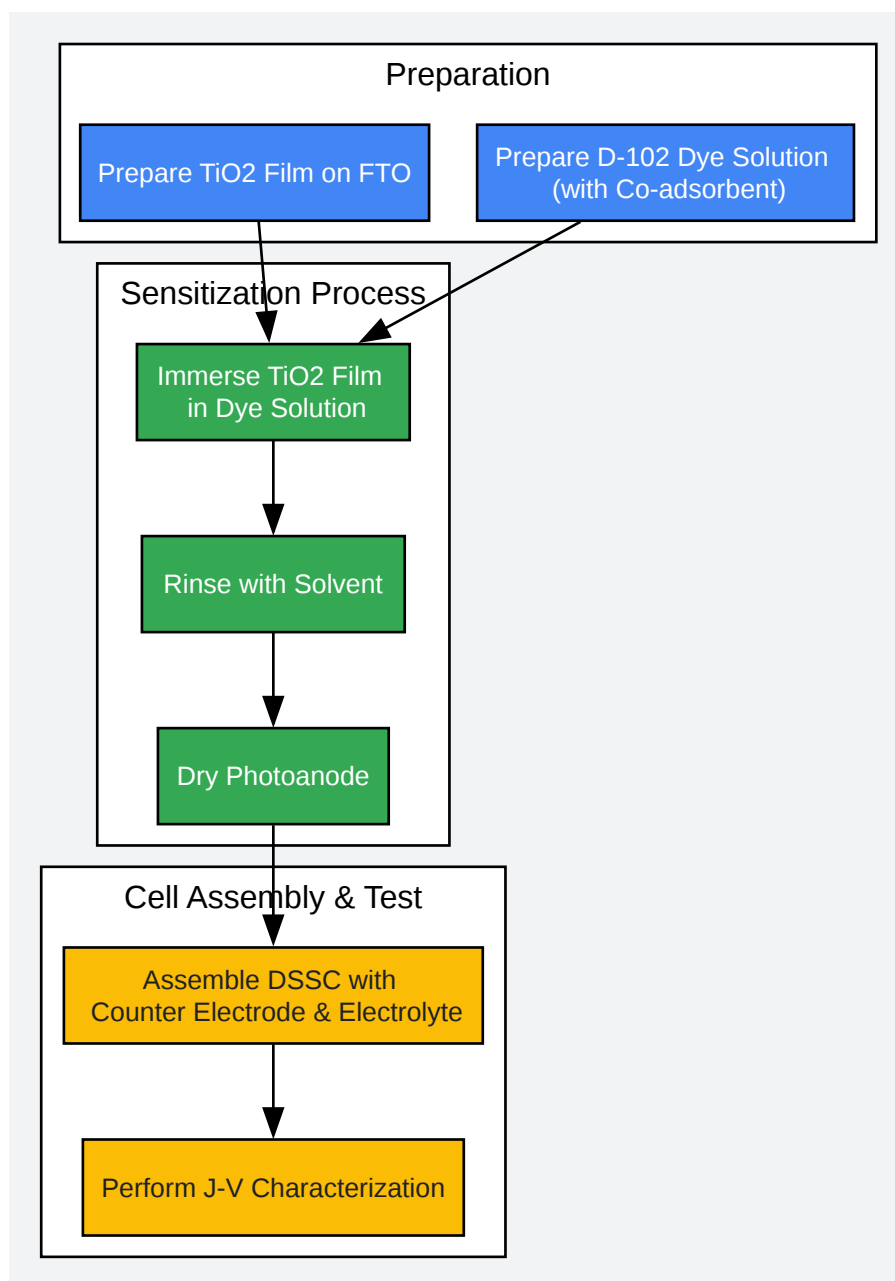 Preparation
Prepare TiO2 Film on FTO
Prepare D-102 Dye Solution
(with Co-adsorbent)
Sensitization Process
Immerse TiO2 Film
in Dye Solution
Rinse with Solvent
Dry Photoanode
Cell Assembly & Test
Assemble DSSC with
Counter Electrode & Electrolyte
Perform J-V Characterization